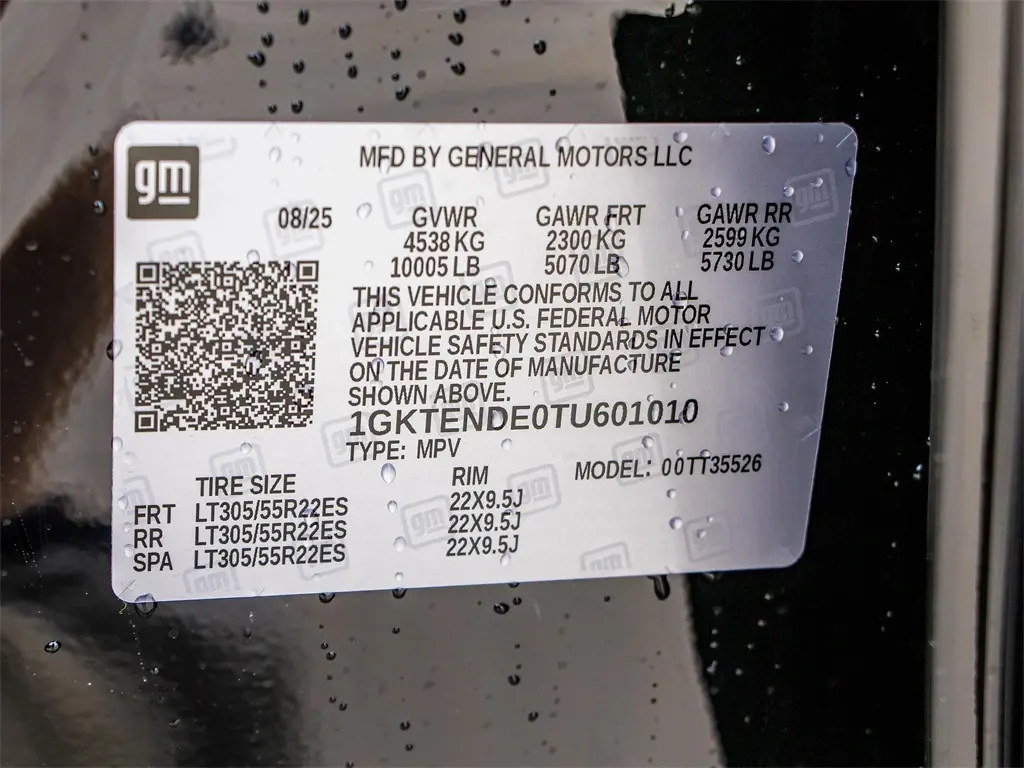 gm
MFD BY GENERAL MOTORS LLC
08/25 GVWR GAWR FRT GAWR RR
4538 KG 2300 KG 2599 KG
10005 LB 5070 LB 5730 LB
THIS VEHICLE CONFORMS TO ALL
APPLICABLE U.S. FEDERAL MOTOR
VEHICLE SAFETY STANDARDS IN EFFECT
ON THE DATE OF MANUFACTURE
SHOWN ABOVE.
1GKTENDE0TU601010
TYPE: MPV MODEL: 00TT35526
TIRE SIZE RIM
FRT LT305/55R22ES 22X9.5J
RR LT305/55R22ES 22X9.5J
SPA LT305/55R22ES 22X9.5J